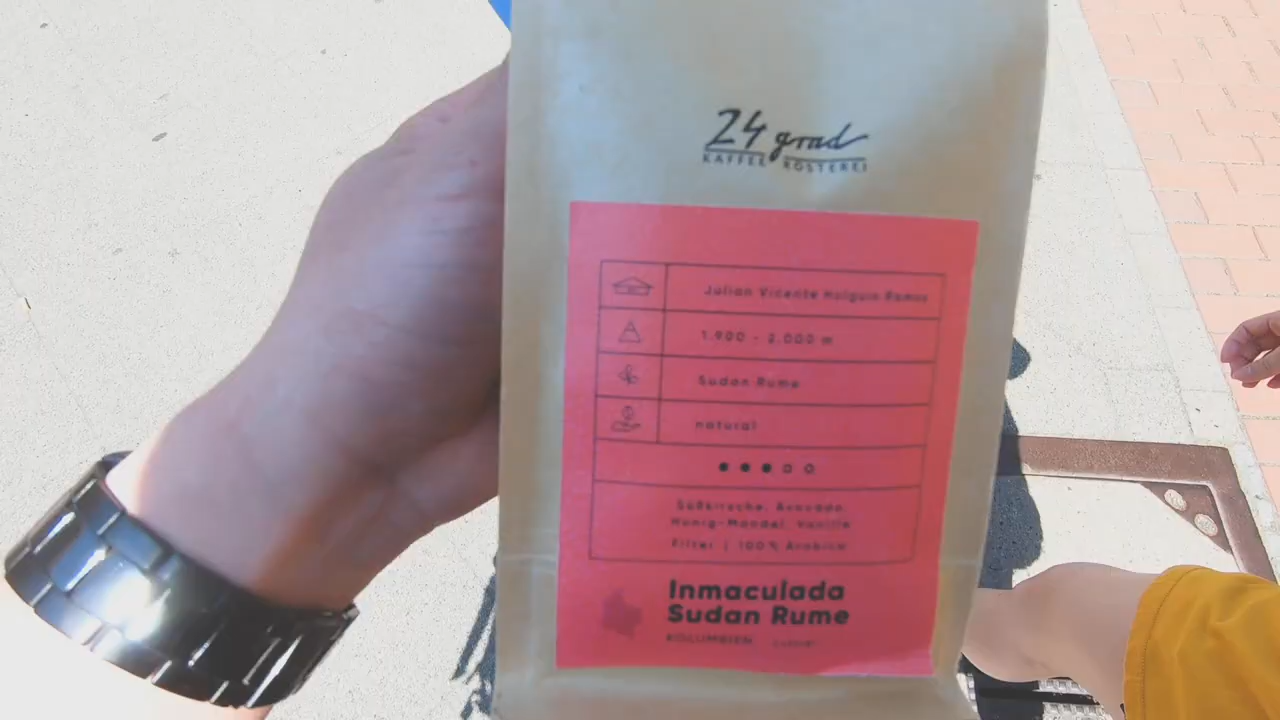 24 grad
KAFFEE RÖSTEREI
Julian Vicente Holguin Ramos
1.900 - 2.000 m
Sudan Rume
natural
Süßkirsche, Avocado,
Honig-Mandel, Vanille
Filter | 100% Arabica
Inmaculada
Sudan Rume
KOLUMBIEN